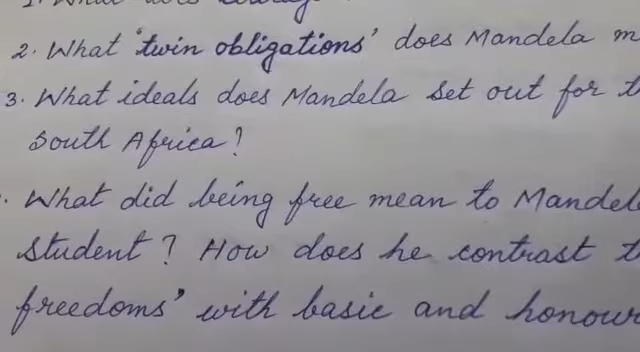 2. What 'twin obligations' does Mandela
3. What ideals does Mandela set out for
South Africa?
What did being free mean to
student? How does he contrast
freedoms' with basic and